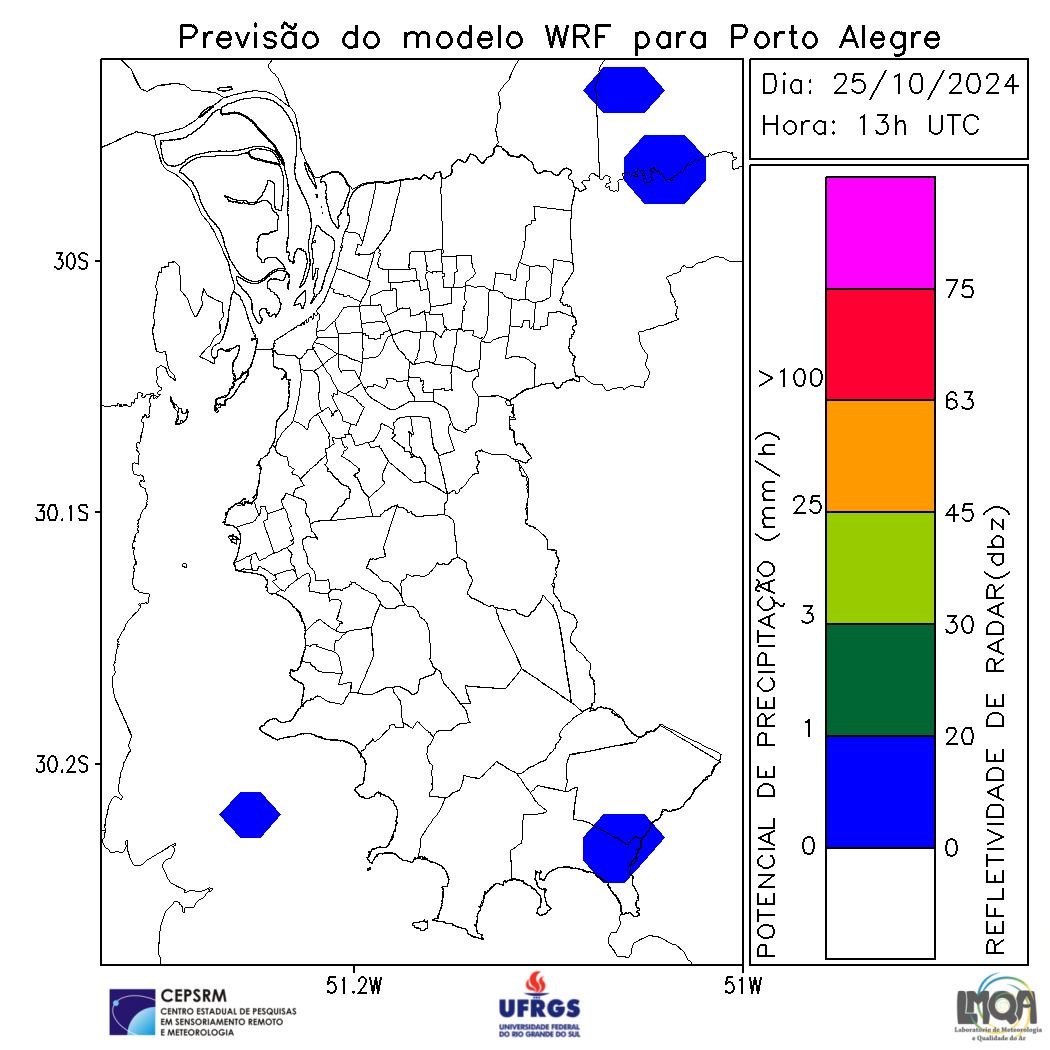 Previsão do modelo WRF para Porto Alegre
Dia: 25/10/2024
Hora: 13h UTC
30S
30.1S
30.2S
51.2W
51W
POTENCIAL DE PRECIPITAÇÃO (mm/h)
>100
25
3
1
0
75
63
45
30
20
0
REFLETIVIDADE DE RADAR(dbz)
CEPSRM
CENTRO ESTADUAL DE PESQUISAS
EM SENSORIAMENTO REMOTO
E METEOROLOGIA
UFRGS
UNIVERSIDADE FEDERAL
DO RIO GRANDE DO SUL
LMQA
Laboratório de Meteorologia
e Qualidade do Ar